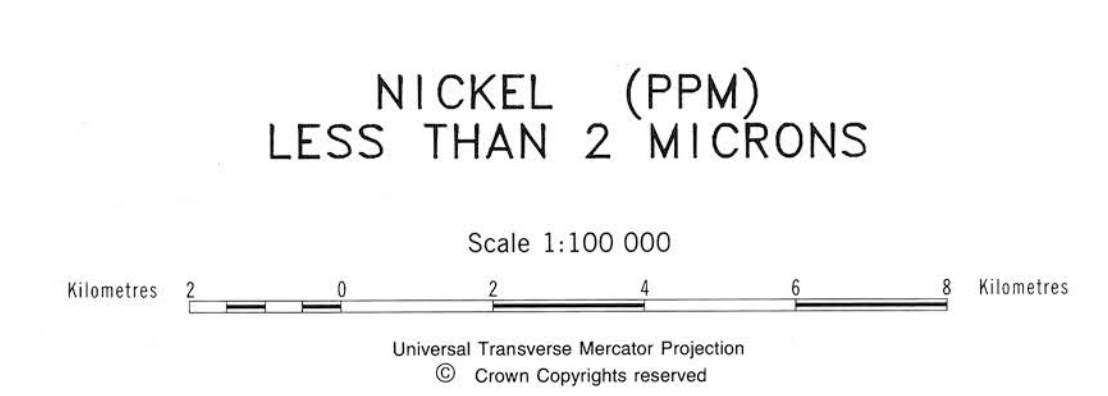 NICKEL (PPM)
LESS THAN 2 MICRONS
Scale 1:100 000
Kilometres 2 0 2 4 6 8 Kilometres
Universal Transverse Mercator Projection
© Crown Copyrights reserved